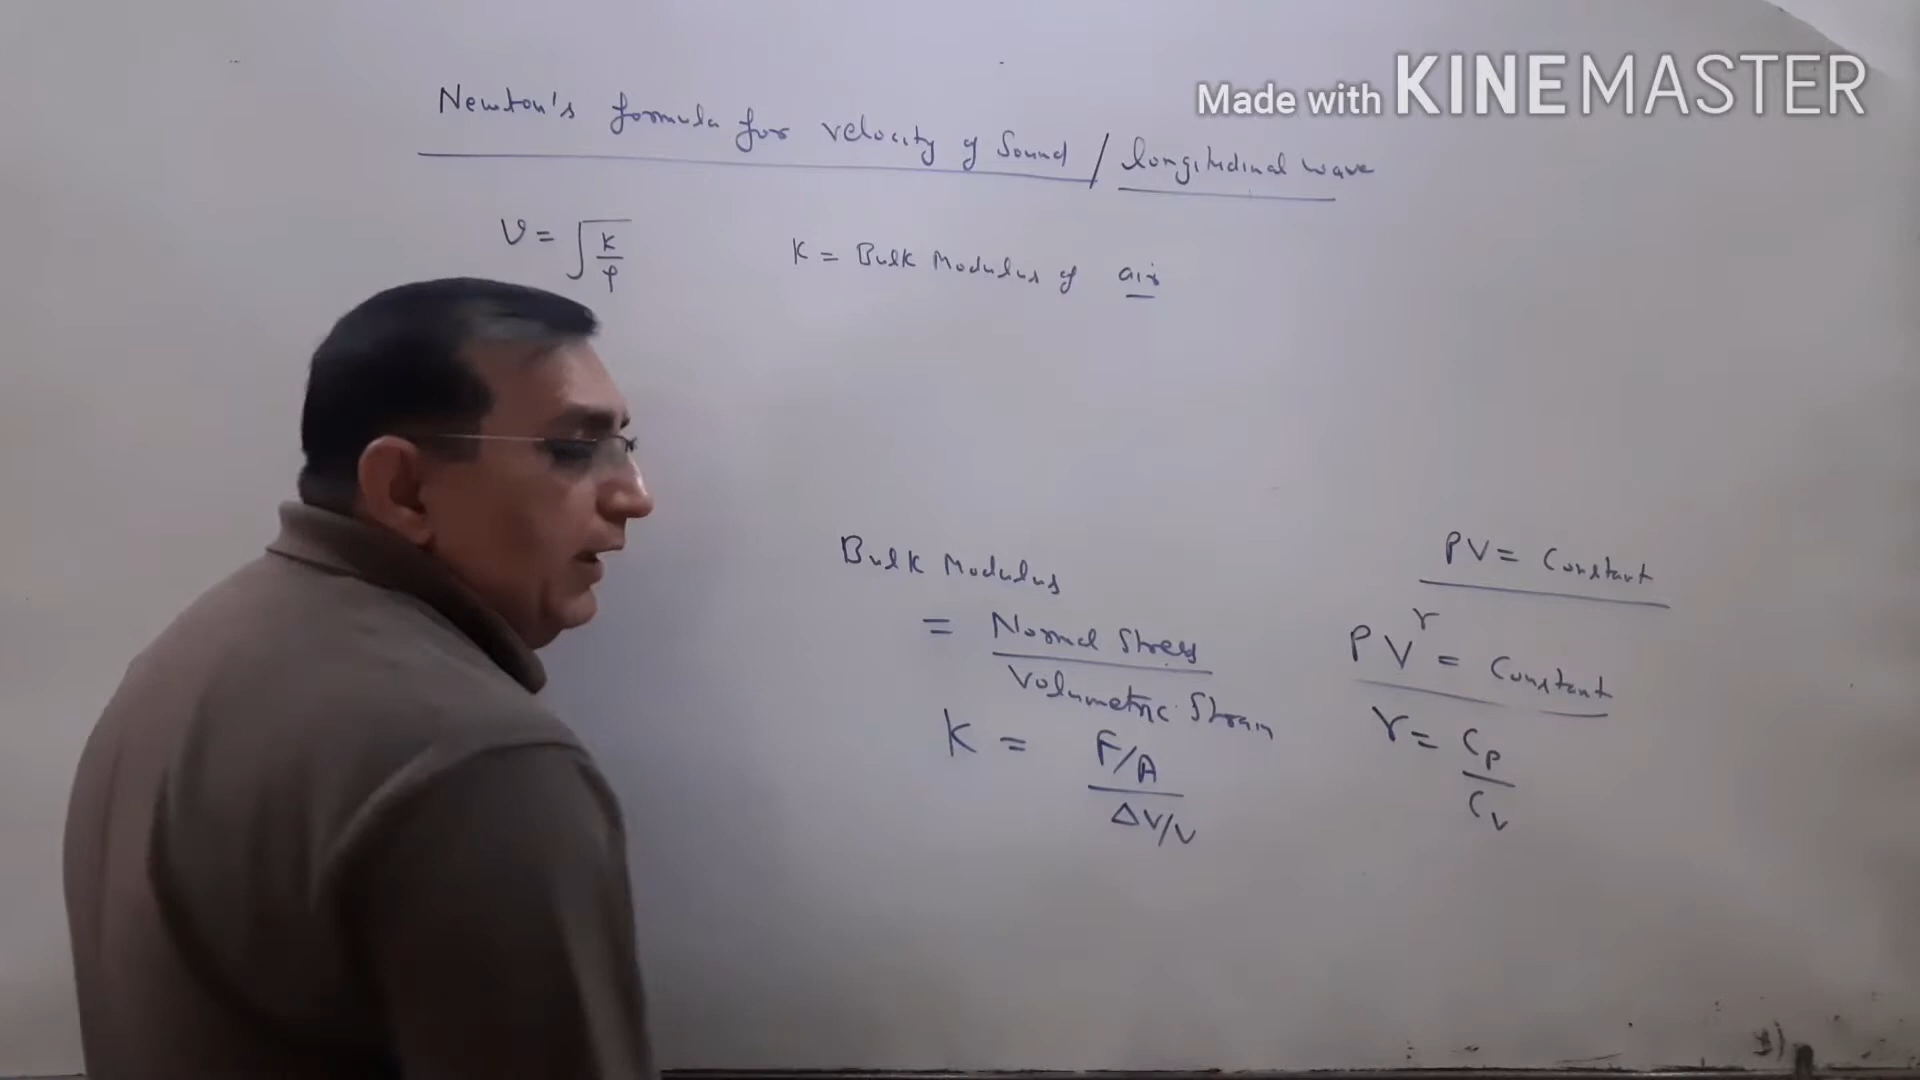 Made with KINEMASTER
Newton's formula for velocity of Sound / longitudinal wave
v = √K/ρ
K = Bulk Modulus of air
Bulk Modulus
= Normal Stress / Volumetric Strain
K = F/A / ΔV/V
PV = Constant
PV^γ = Constant
γ = Cp/Cv